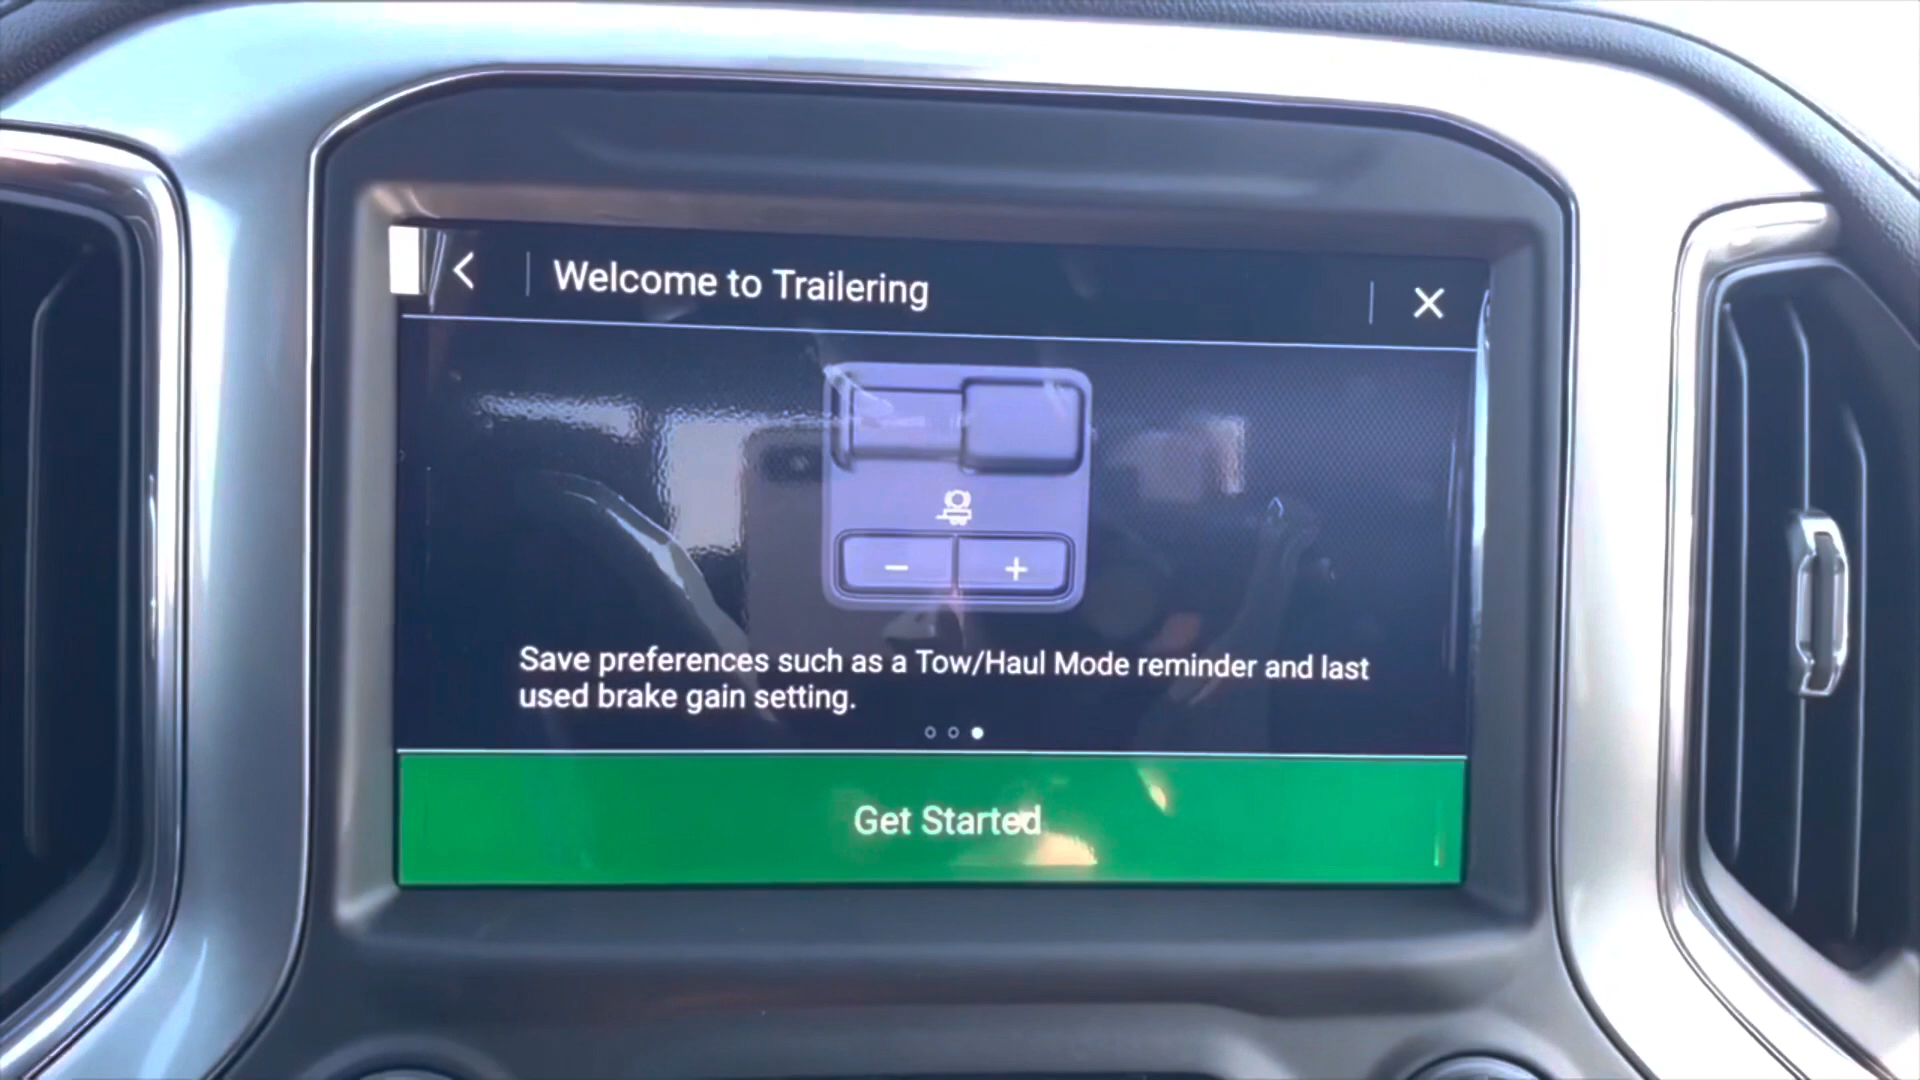 Welcome to Trailering
Save preferences such as a Tow/Haul Mode reminder and last
used brake gain setting.
Get Started